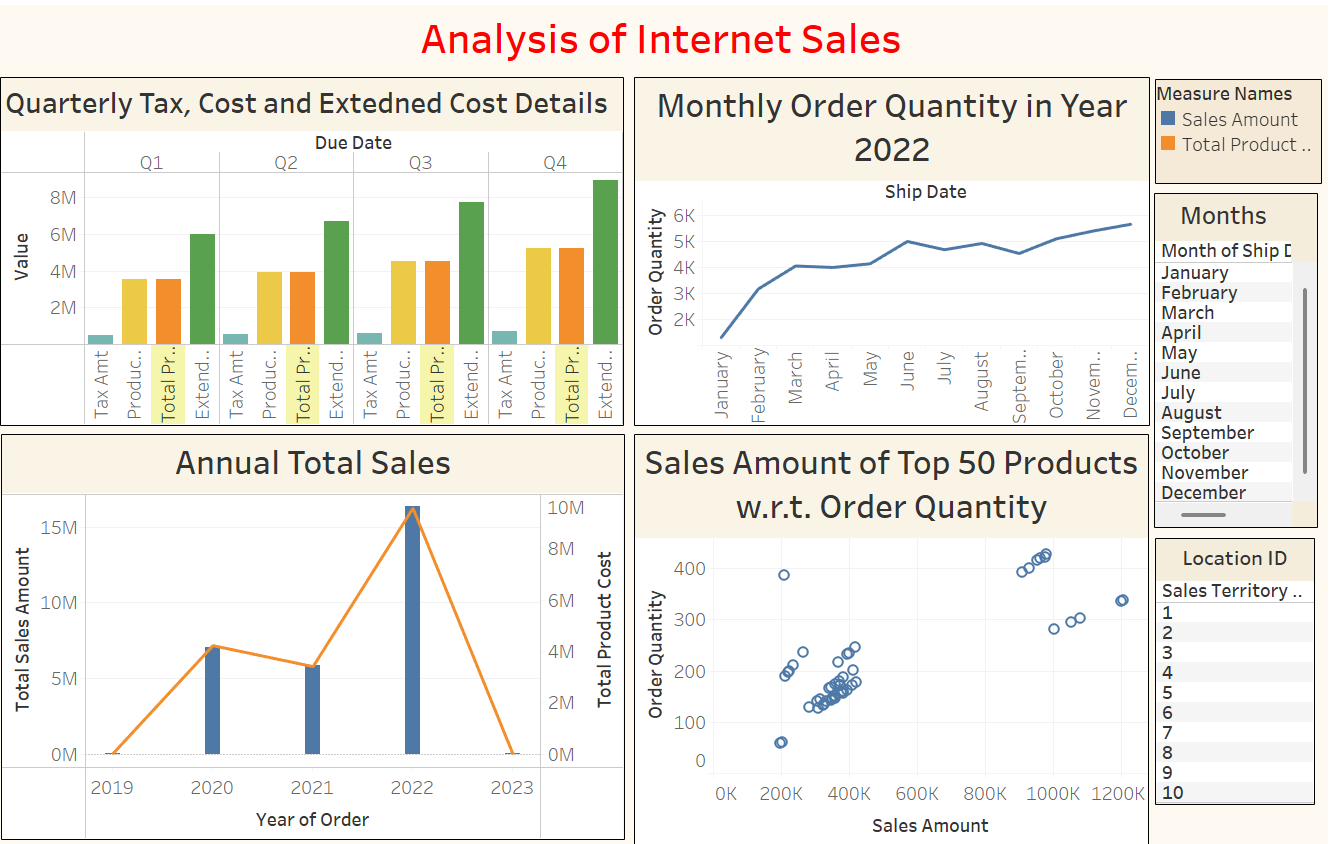 Analysis of Internet Sales
Quarterly Tax, Cost and Extedned Cost Details
Due Date
Q1 Q2 Q3 Q4
Value
8M
6M
4M
2M
Tax Amt Produc.. Total Pr.. Extend.. Tax Amt Produc.. Total Pr.. Extend.. Tax Amt Produc.. Total Pr.. Extend.. Tax Amt Produc.. Total Pr.. Extend..
Monthly Order Quantity in Year
2022
Ship Date
Order Quantity
6K
5K
4K
3K
2K
January February March April May June July August Septem.. October Novem.. Decem..
Measure Names
Sales Amount
Total Product ..
Months
Month of Ship D
January
February
March
April
May
June
July
August
September
October
November
December
Annual Total Sales
Total Sales Amount
15M
10M
5M
0M
10M
8M
6M
4M
2M
0M
Total Product Cost
2019 2020 2021 2022 2023
Year of Order
Sales Amount of Top 50 Products
w.r.t. Order Quantity
Order Quantity
400
300
200
100
0
0K 200K 400K 600K 800K 1000K 1200K
Sales Amount
Location ID
Sales Territory ..
1
2
3
4
5
6
7
8
9
10